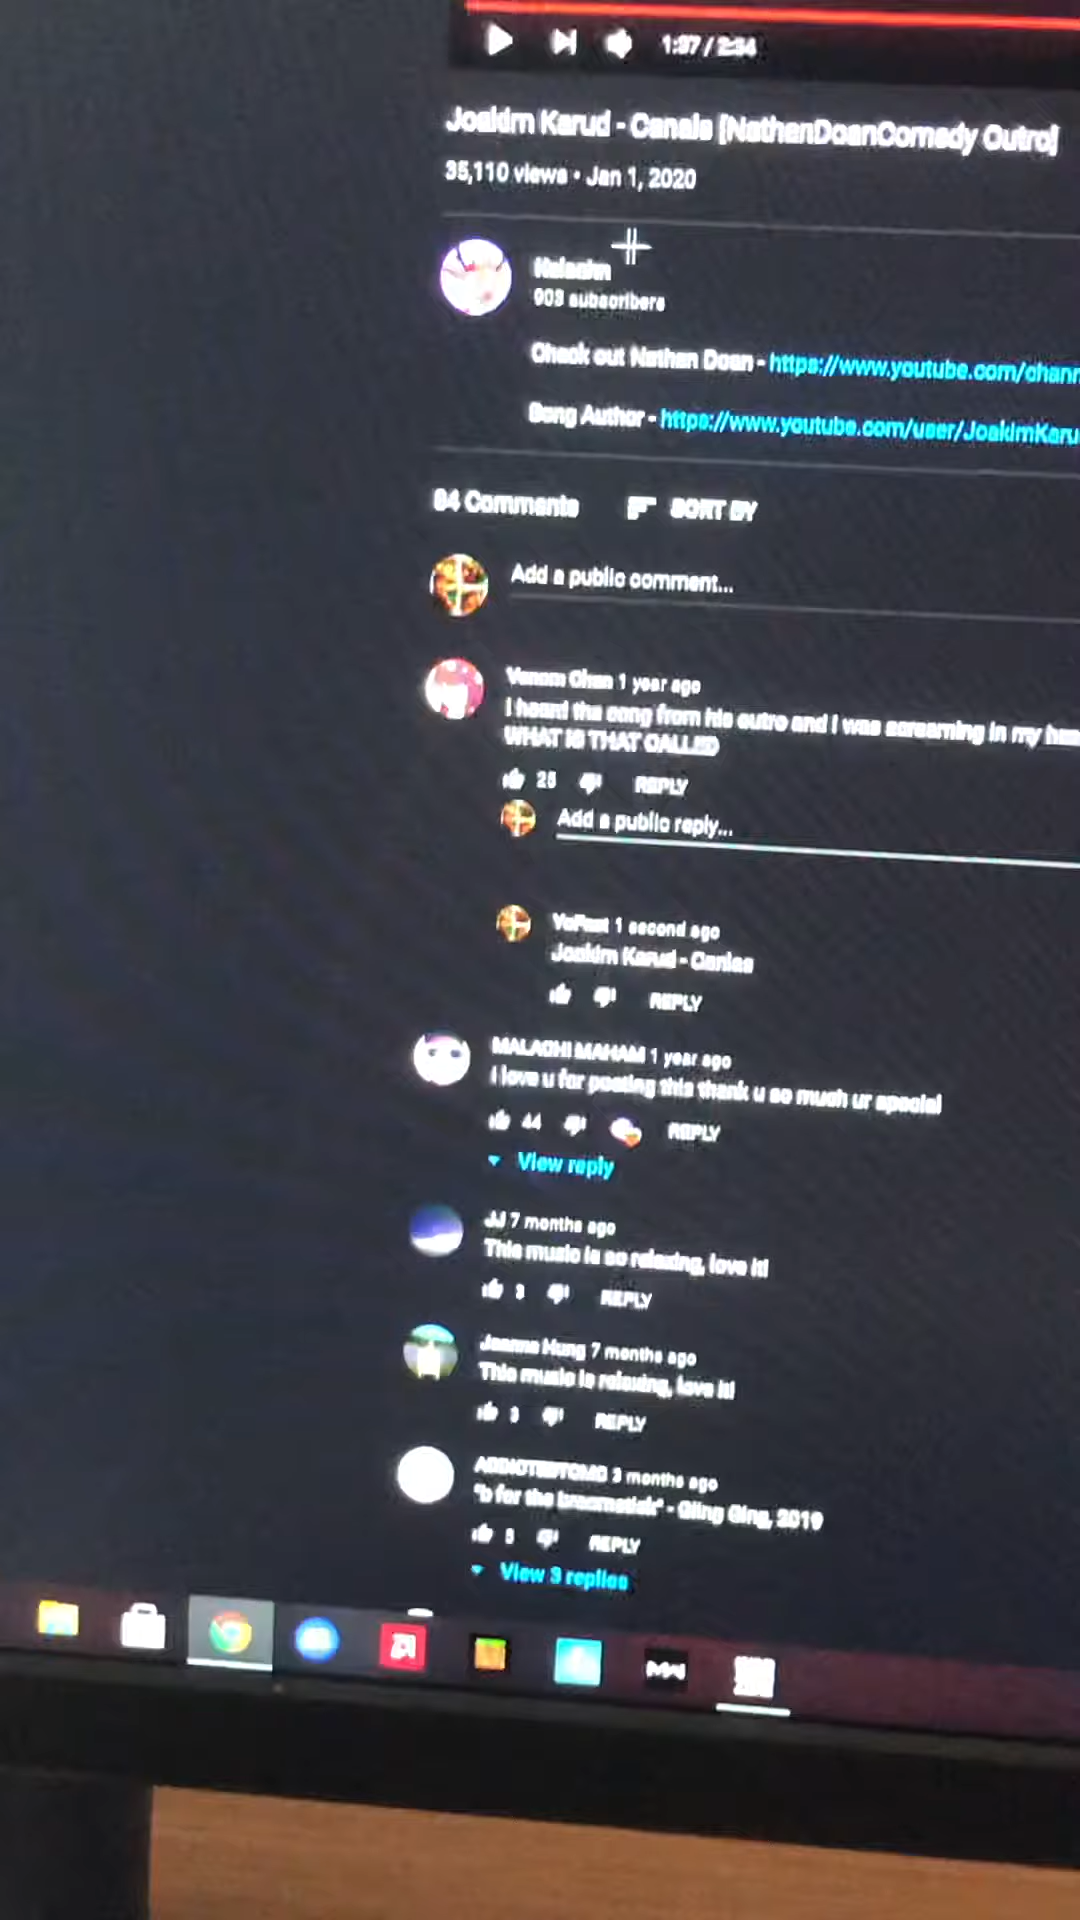 1:37 / 2:34
Joakim Karud - Canals [NathanDoanComedy Outro]
35,110 views • Jan 1, 2020
903 subscribers
Check out Nathan Doan - https://www.youtube.com/chann
Song Author - https://www.youtube.com/user/JoakimKaru
84 Comments SORT BY
Add a public comment...
Venom Chan 1 year ago
I heard the song from his outro and I was screaming in my hea
WHAT IS THAT CALLED
25 REPLY
Add a public reply...
1 second ago
Joakim Karud - Canlas
REPLY
MALACHI MAHAM 1 year ago
I love u for posting this thank u so much ur special
44 REPLY
View reply
JJ 7 months ago
This music is so relaxing, love it!
3 REPLY
Joanna Hung 7 months ago
This music is relaxing, love it!
3 REPLY
3 months ago
"b for the broomstick" - Qiing Qing, 2019
5 REPLY
View 3 replies